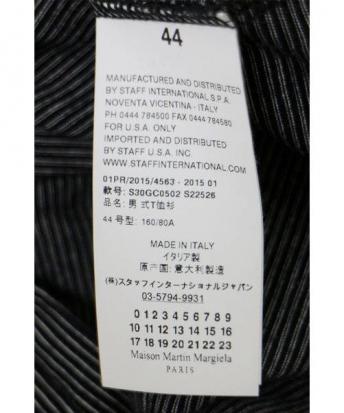 44
MANUFACTURED AND DISTRIBUTED
BY STAFF INTERNATIONAL S.P.A.
NOVENTA VICENTINA - ITALY
PH 0444 784500 FAX 0444 784580
FOR U.S.A. ONLY
IMPORTED AND DISTRIBUTED
BY STAFF U.S.A. INC.
WWW.STAFFINTERNATIONAL.COM
01PR/2015/4563 - 2015 01
款号: S30GC0502 S22526
品名: 男 式T恤衫
44 号型: 160/80A
MADE IN ITALY
イタリア製
原产国: 意大利製造
(株)スタッフインターナショナルジャパン
03-5794-9931
0 1 2 3 4 5 6 7 8 9
10 11 12 13 14 15 16
17 18 19 20 21 22 23
Maison Martin Margiela
PARIS